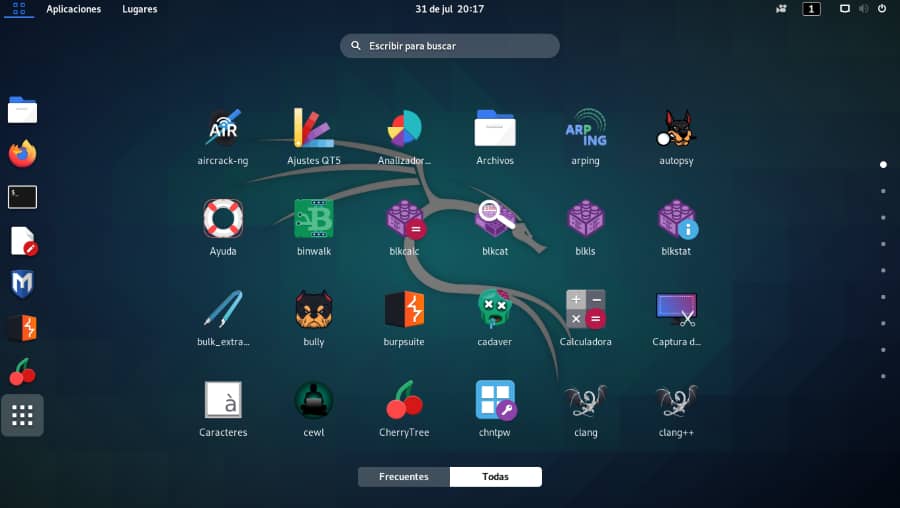 Aplicaciones Lugares 31 de jul 20:17 1
Escribir para buscar
AIR ARPING
aircrack-ng Ajustes QT5 Analizador... Archivos arping autopsy
$_
Ayuda binwalk blkcalc blkcat blkls blkstat
bulk_extra... bully burpsuite cadaver Calculadora Captura d...
à
Caracteres cewl CherryTree chntpw clang clang++
Frecuentes Todas